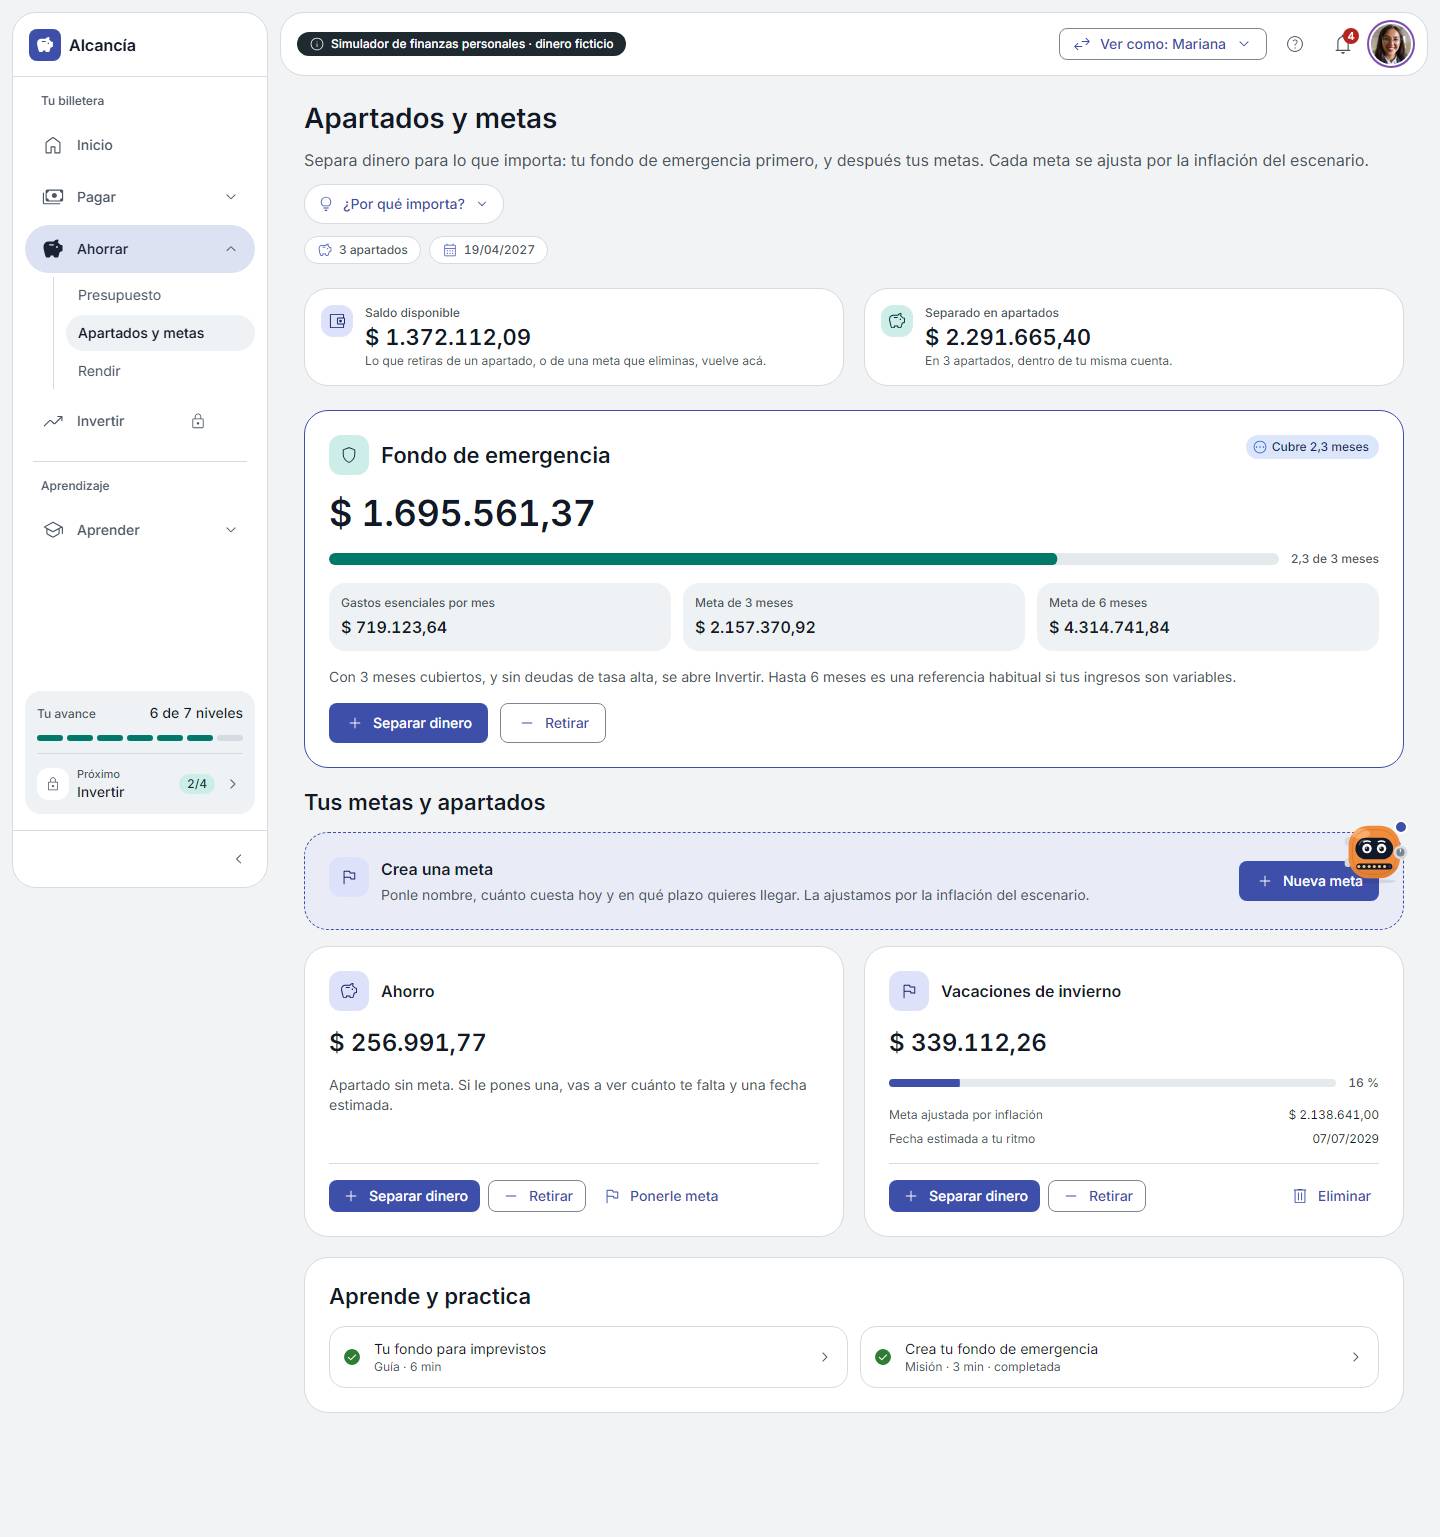 Alcancía
Simulador de finanzas personales · dinero ficticio
Ver como: Mariana
4
Tu billetera
Inicio
Pagar
Ahorrar
Presupuesto
Apartados y metas
Rendir
Invertir
Aprendizaje
Aprender
Tu avance
6 de 7 niveles
Próximo
Invertir
2/4
Apartados y metas
Separa dinero para lo que importa: tu fondo de emergencia primero, y después tus metas. Cada meta se ajusta por la inflación del escenario.
¿Por qué importa?
3 apartados
19/04/2027
Saldo disponible
$ 1.372.112,09
Lo que retiras de un apartado, o de una meta que eliminas, vuelve acá.
Separado en apartados
$ 2.291.665,40
En 3 apartados, dentro de tu misma cuenta.
Fondo de emergencia
Cubre 2,3 meses
$ 1.695.561,37
2,3 de 3 meses
Gastos esenciales por mes
$ 719.123,64
Meta de 3 meses
$ 2.157.370,92
Meta de 6 meses
$ 4.314.741,84
Con 3 meses cubiertos, y sin deudas de tasa alta, se abre Invertir. Hasta 6 meses es una referencia habitual si tus ingresos son variables.
Separar dinero
Retirar
Tus metas y apartados
Crea una meta
Ponle nombre, cuánto cuesta hoy y en qué plazo quieres llegar. La ajustamos por la inflación del escenario.
Nueva meta
Ahorro
$ 256.991,77
Apartado sin meta. Si le pones una, vas a ver cuánto te falta y una fecha
estimada.
Separar dinero
Retirar
Ponerle meta
Vacaciones de invierno
$ 339.112,26
16 %
Meta ajustada por inflación
$ 2.138.641,00
Fecha estimada a tu ritmo
07/07/2029
Separar dinero
Retirar
Eliminar
Aprende y practica
Tu fondo para imprevistos
Guía · 6 min
Crea tu fondo de emergencia
Misión · 3 min · completada